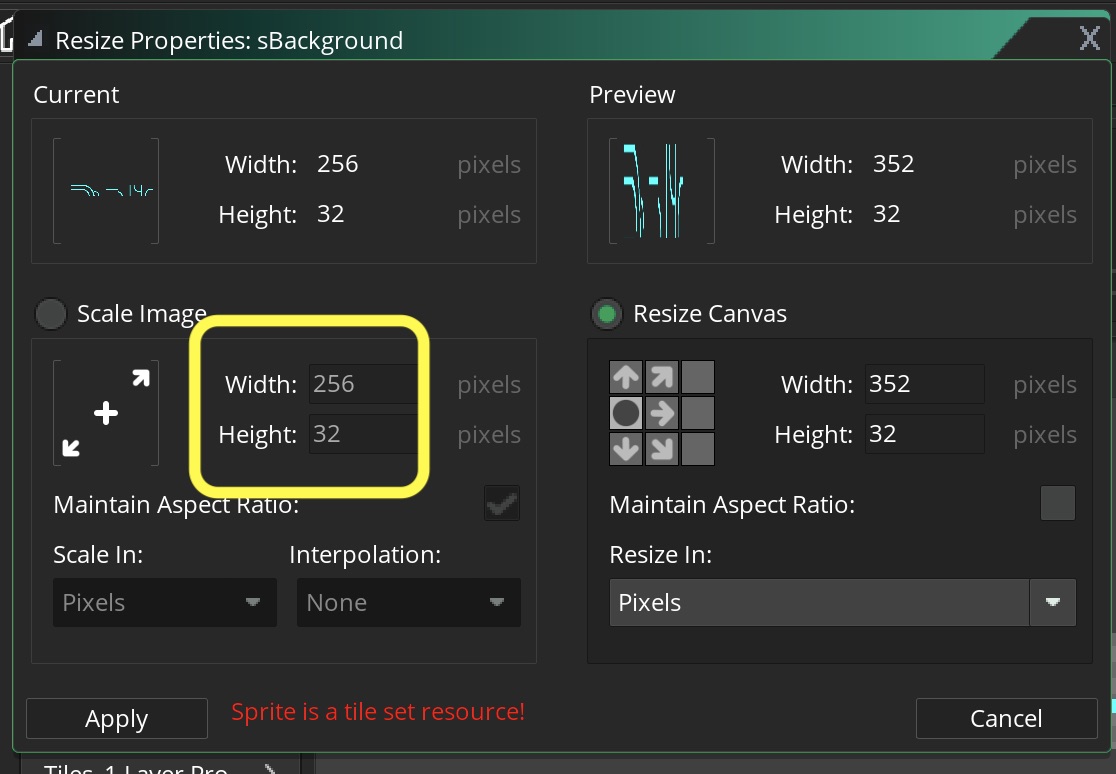 Resize Properties: sBackground
X
Current
Width: 256 pixels
Height: 32 pixels
Preview
Width: 352 pixels
Height: 32 pixels
Scale Image
Width: 256 pixels
Height: 32 pixels
Maintain Aspect Ratio:
Scale In: Interpolation:
Pixels None
Resize Canvas
Width: 352 pixels
Height: 32 pixels
Maintain Aspect Ratio:
Resize In:
Pixels
Apply Sprite is a tile set resource! Cancel
Tiles_1 Layer Pro